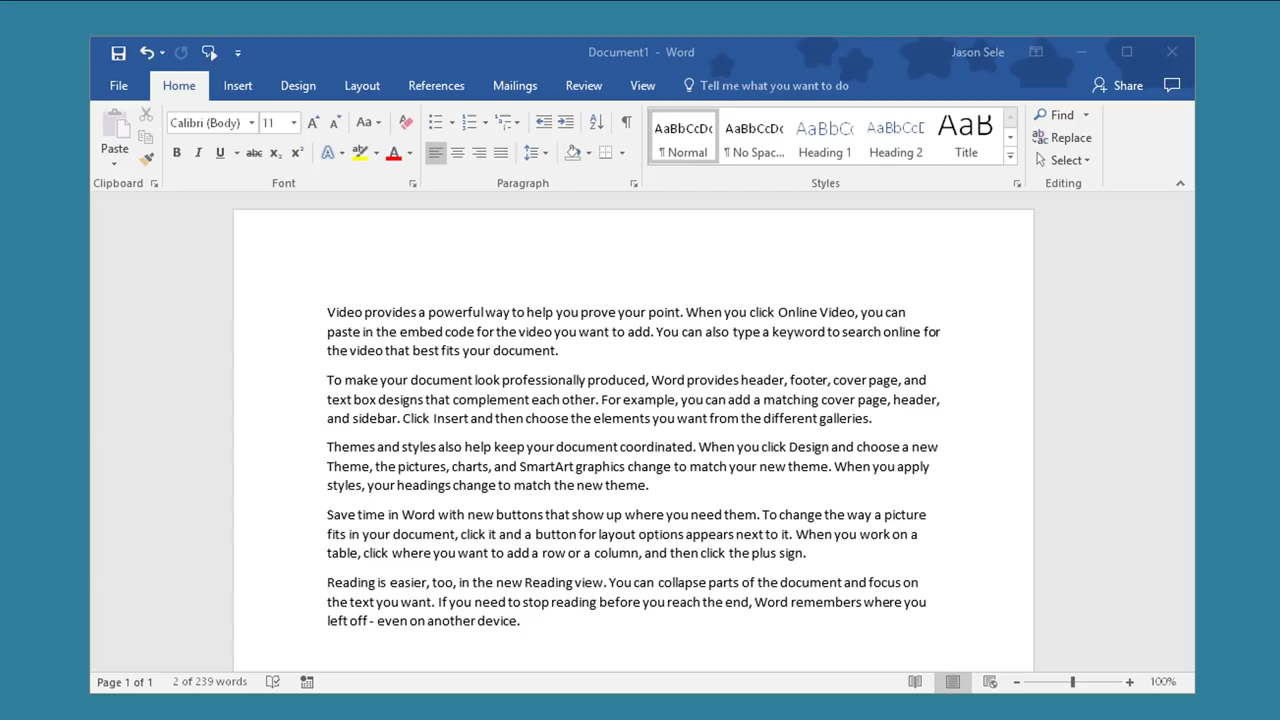 Document1 - Word
Jason Sele
File Home Insert Design Layout References Mailings Review View Tell me what you want to do Share
Calibri (Body) 11 Aa
Paste
B I U abc x₂ x² A A
AaBbCcDc AaBbCcDc AaBbCc AaBbCcE AaB
¶ Normal ¶ No Spac... Heading 1 Heading 2 Title
Find
Replace
Select
Clipboard Font Paragraph Styles Editing
Video provides a powerful way to help you prove your point. When you click Online Video, you can
paste in the embed code for the video you want to add. You can also type a keyword to search online for
the video that best fits your document.
To make your document look professionally produced, Word provides header, footer, cover page, and
text box designs that complement each other. For example, you can add a matching cover page, header,
and sidebar. Click Insert and then choose the elements you want from the different galleries.
Themes and styles also help keep your document coordinated. When you click Design and choose a new
Theme, the pictures, charts, and SmartArt graphics change to match your new theme. When you apply
styles, your headings change to match the new theme.
Save time in Word with new buttons that show up where you need them. To change the way a picture
fits in your document, click it and a button for layout options appears next to it. When you work on a
table, click where you want to add a row or a column, and then click the plus sign.
Reading is easier, too, in the new Reading view. You can collapse parts of the document and focus on
the text you want. If you need to stop reading before you reach the end, Word remembers where you
left off - even on another device.
Page 1 of 1 2 of 239 words 100%